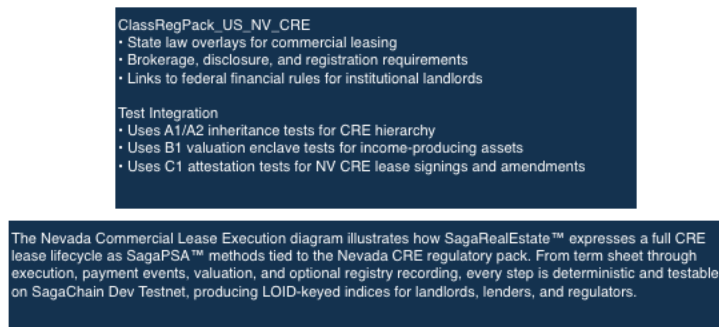 ClassRegPack_US_NV_CRE
• State law overlays for commercial leasing
• Brokerage, disclosure, and registration requirements
• Links to federal financial rules for institutional landlords
Test Integration
• Uses A1/A2 inheritance tests for CRE hierarchy
• Uses B1 valuation enclave tests for income-producing assets
• Uses C1 attestation tests for NV CRE lease signings and amendments
The Nevada Commercial Lease Execution diagram illustrates how SagaRealEstate™ expresses a full CRE
lease lifecycle as SagaPSA™ methods tied to the Nevada CRE regulatory pack. From term sheet through
execution, payment events, valuation, and optional registry recording, every step is deterministic and testable
on SagaChain Dev Testnet, producing LOID-keyed indices for landlords, lenders, and regulators.